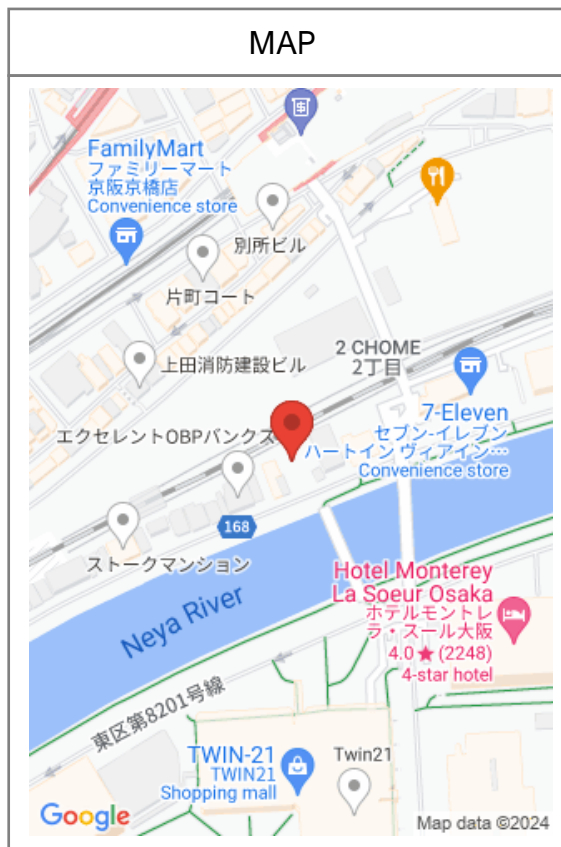 MAP
FamilyMart
ファミリーマート
京阪京橋店
Convenience store
別所ビル
片町コート
上田消防建設ビル
2 CHOME
2丁目
7-Eleven
セブン-イレブン
ハートイン ヴィアイン…
Convenience store
エクセレントOBPバンクス
168
ストークマンション
Neya River
Hotel Monterey
La Soeur Osaka
ホテルモントレ
ラ・スール大阪
4.0★(2248)
4-star hotel
東区第8201号線
TWIN-21
TWIN21
Shopping mall
Twin21
Google
Map data ©2024